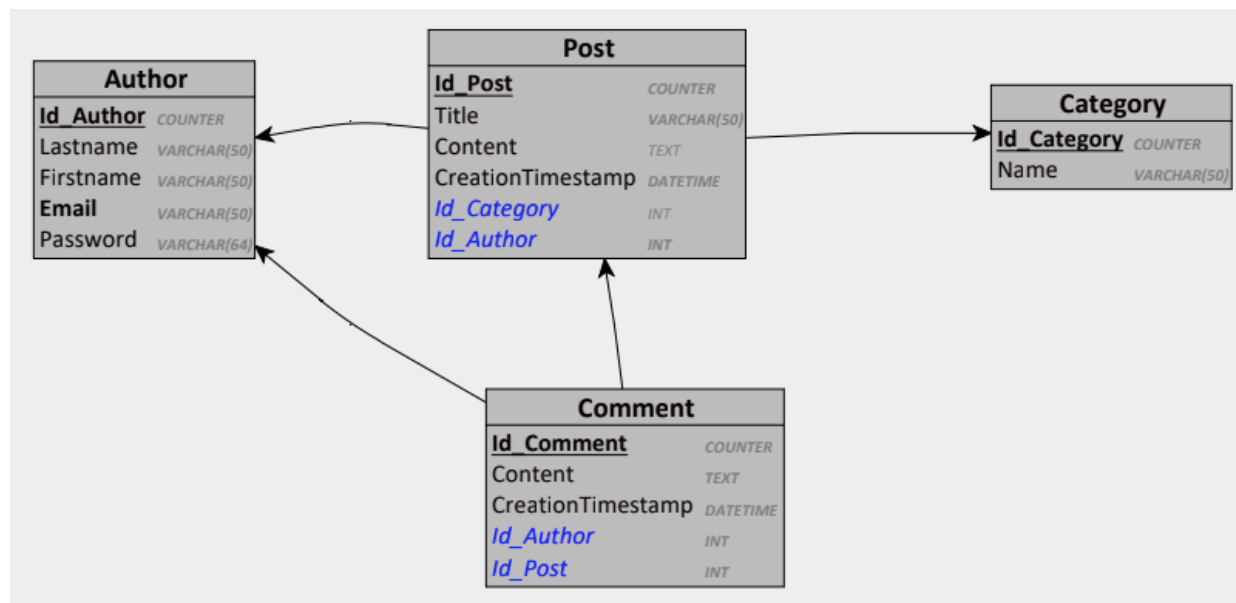 Author
Id_Author COUNTER
Lastname VARCHAR(50)
Firstname VARCHAR(50)
Email VARCHAR(50)
Password VARCHAR(64)
Post
Id_Post COUNTER
Title VARCHAR(50)
Content TEXT
CreationTimestamp DATETIME
Id_Category INT
Id_Author INT
Category
Id_Category COUNTER
Name VARCHAR(50)
Comment
Id_Comment COUNTER
Content TEXT
CreationTimestamp DATETIME
Id_Author INT
Id_Post INT